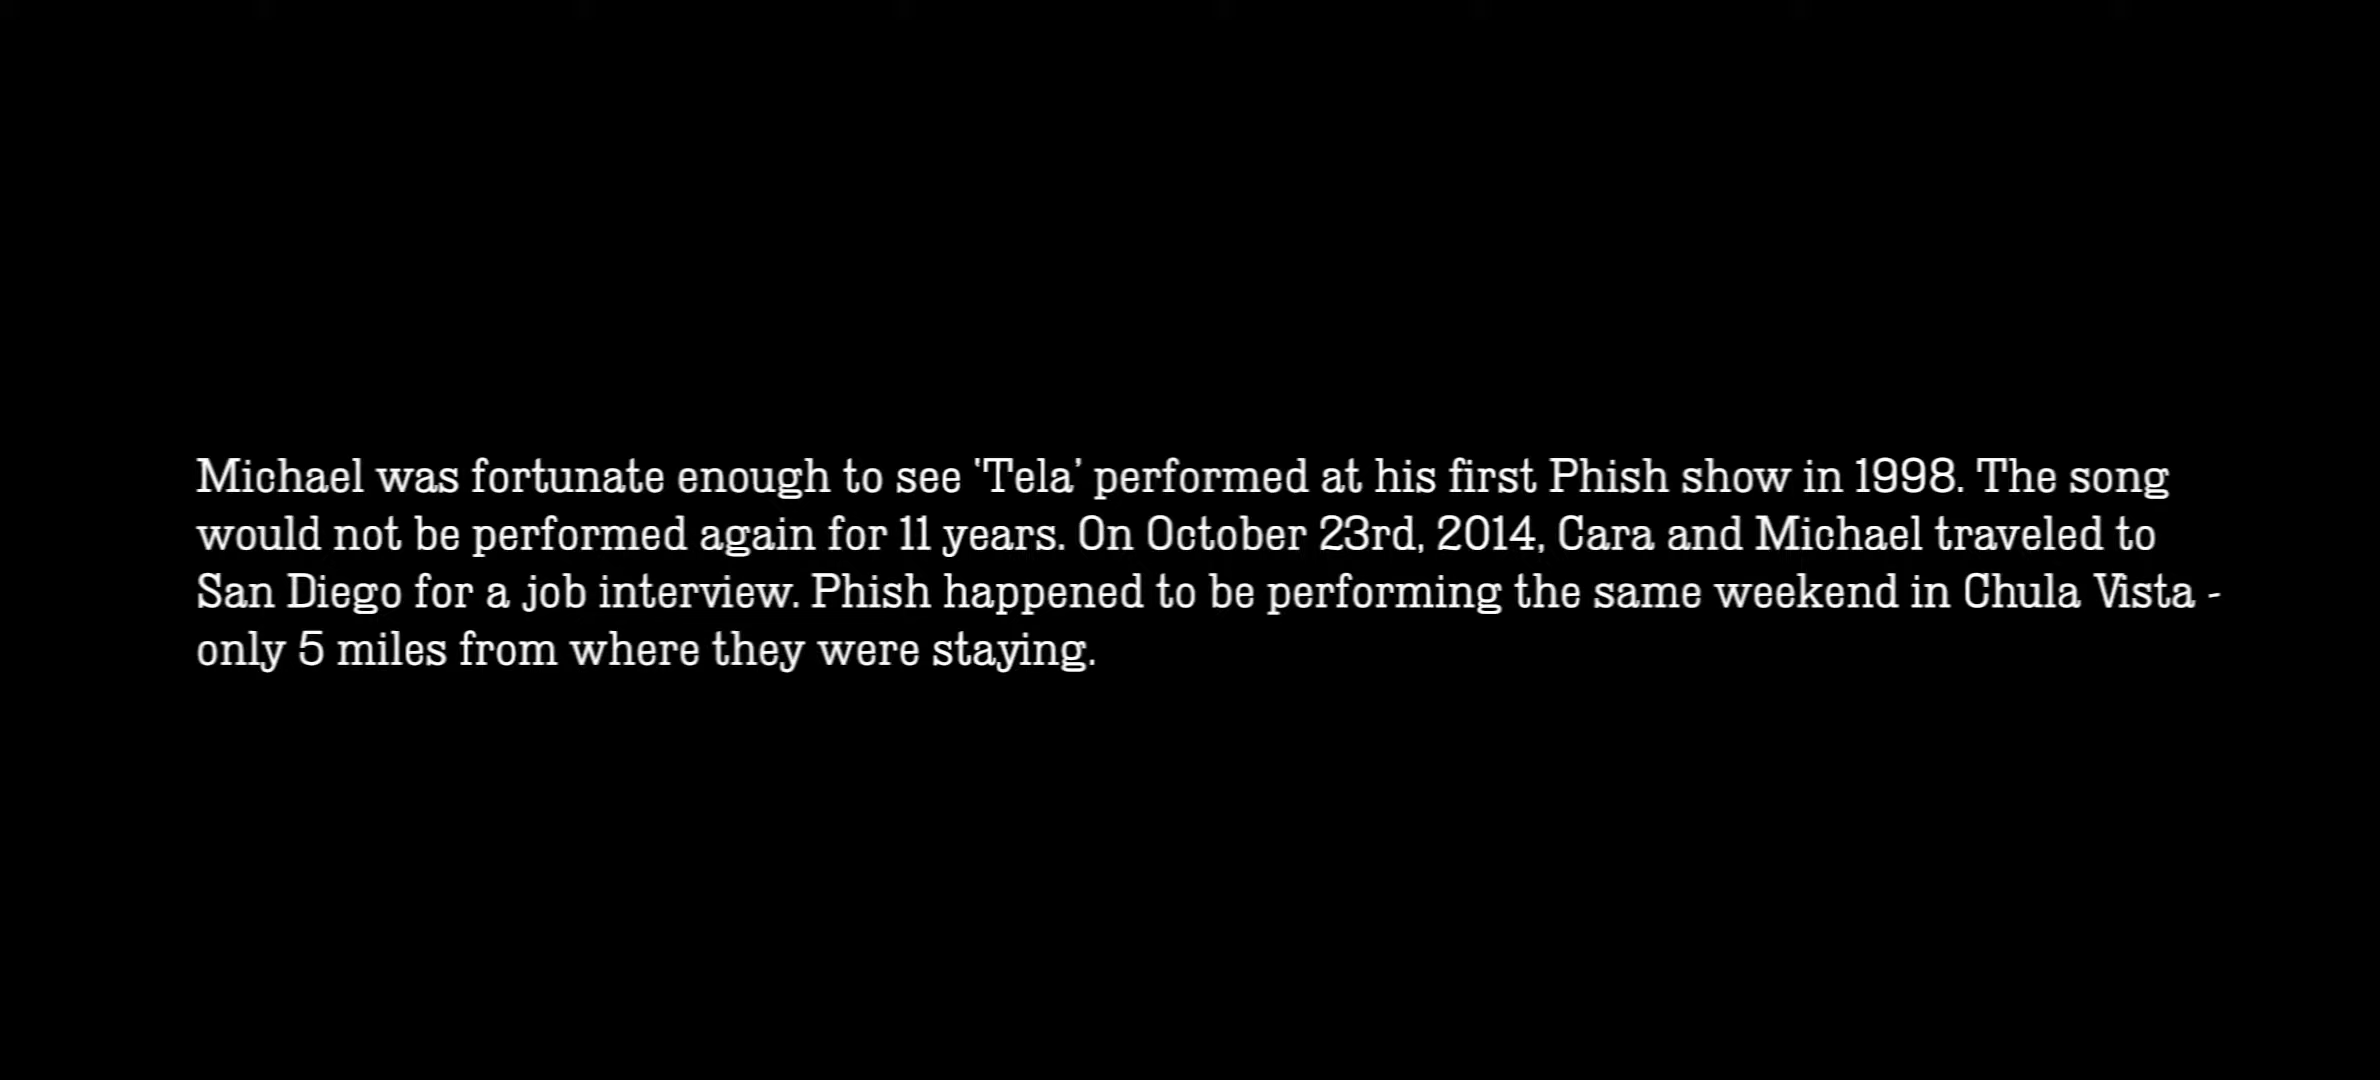 Michael was fortunate enough to see 'Tela' performed at his first Phish show in 1998. The song
would not be performed again for 11 years. On October 23rd, 2014, Cara and Michael traveled to
San Diego for a job interview. Phish happened to be performing the same weekend in Chula Vista -
only 5 miles from where they were staying.